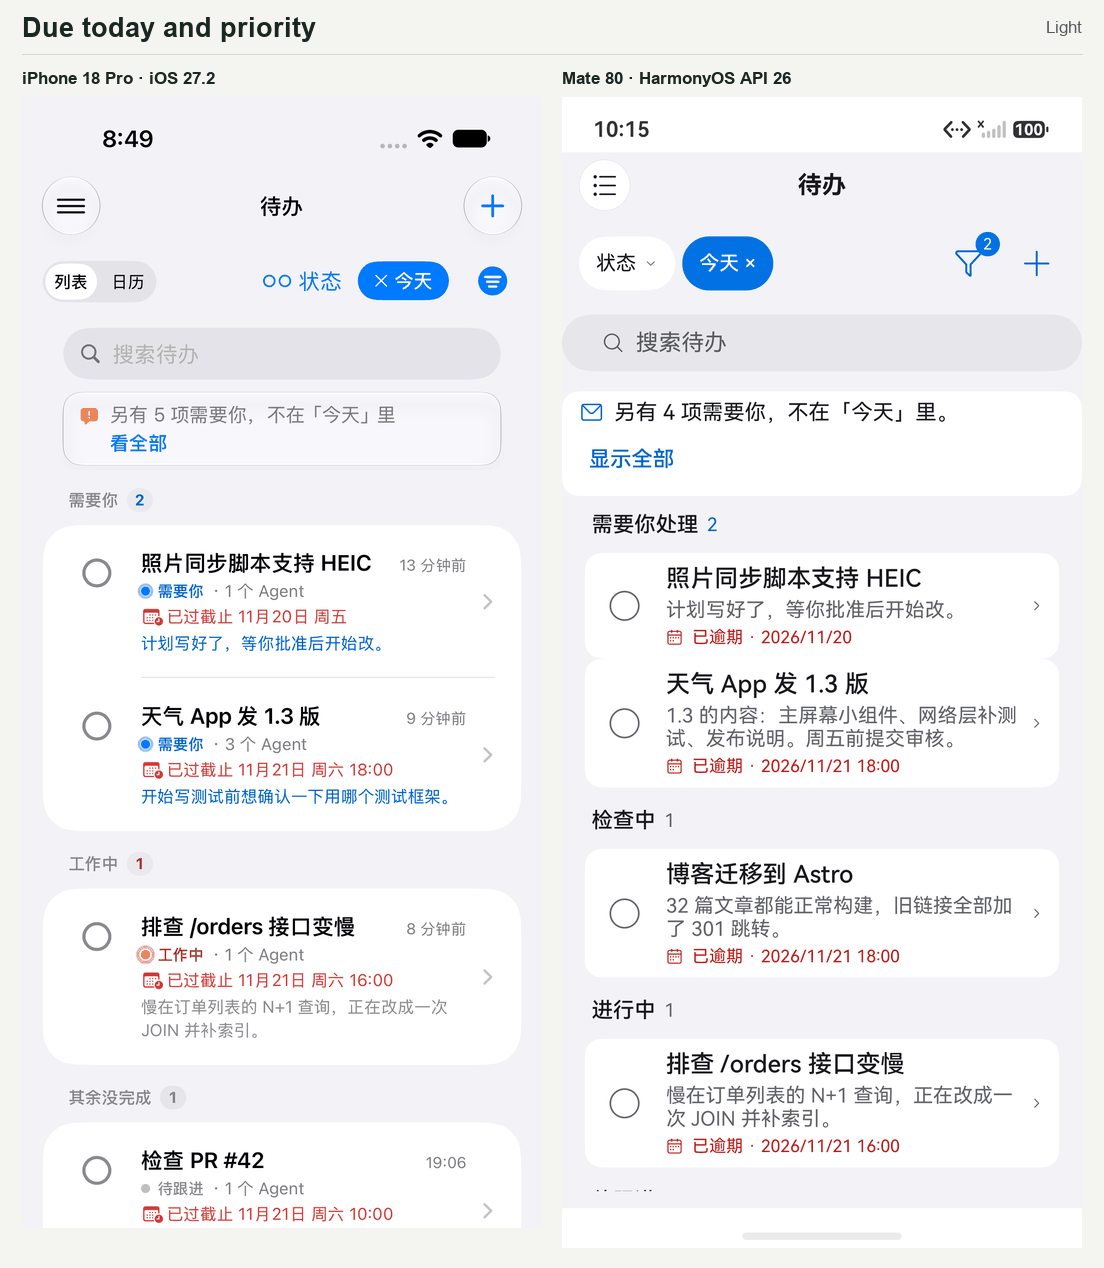 Due today and priority
Light
iPhone 18 Pro · iOS 27.2
8:49
待办
列表
日历
状态
× 今天
搜索待办
另有 5 项需要你，不在「今天」里
看全部
需要你 2
照片同步脚本支持 HEIC
13 分钟前
需要你 · 1 个 Agent
已过截止 11月20日 周五
计划写好了，等你批准后开始改。
天气 App 发 1.3 版
9 分钟前
需要你 · 3 个 Agent
已过截止 11月21日 周六 18:00
开始写测试前想确认一下用哪个测试框架。
工作中 1
排查 /orders 接口变慢
8 分钟前
工作中 · 1 个 Agent
已过截止 11月21日 周六 16:00
慢在订单列表的 N+1 查询，正在改成一次
JOIN 并补索引。
其余没完成 1
检查 PR #42
19:06
待跟进 · 1 个 Agent
已过截止 11月21日 周六 10:00
Mate 80 · HarmonyOS API 26
10:15
100
待办
状态
今天 ×
2
搜索待办
另有 4 项需要你，不在「今天」里。
显示全部
需要你处理 2
照片同步脚本支持 HEIC
计划写好了，等你批准后开始改。
已逾期 · 2026/11/20
天气 App 发 1.3 版
1.3 的内容：主屏幕小组件、网络层补测
试、发布说明。周五前提交审核。
已逾期 · 2026/11/21 18:00
检查中 1
博客迁移到 Astro
32 篇文章都能正常构建，旧链接全部加
了 301 跳转。
已逾期 · 2026/11/21 18:00
进行中 1
排查 /orders 接口变慢
慢在订单列表的 N+1 查询，正在改成一
次 JOIN 并补索引。
已逾期 · 2026/11/21 16:00